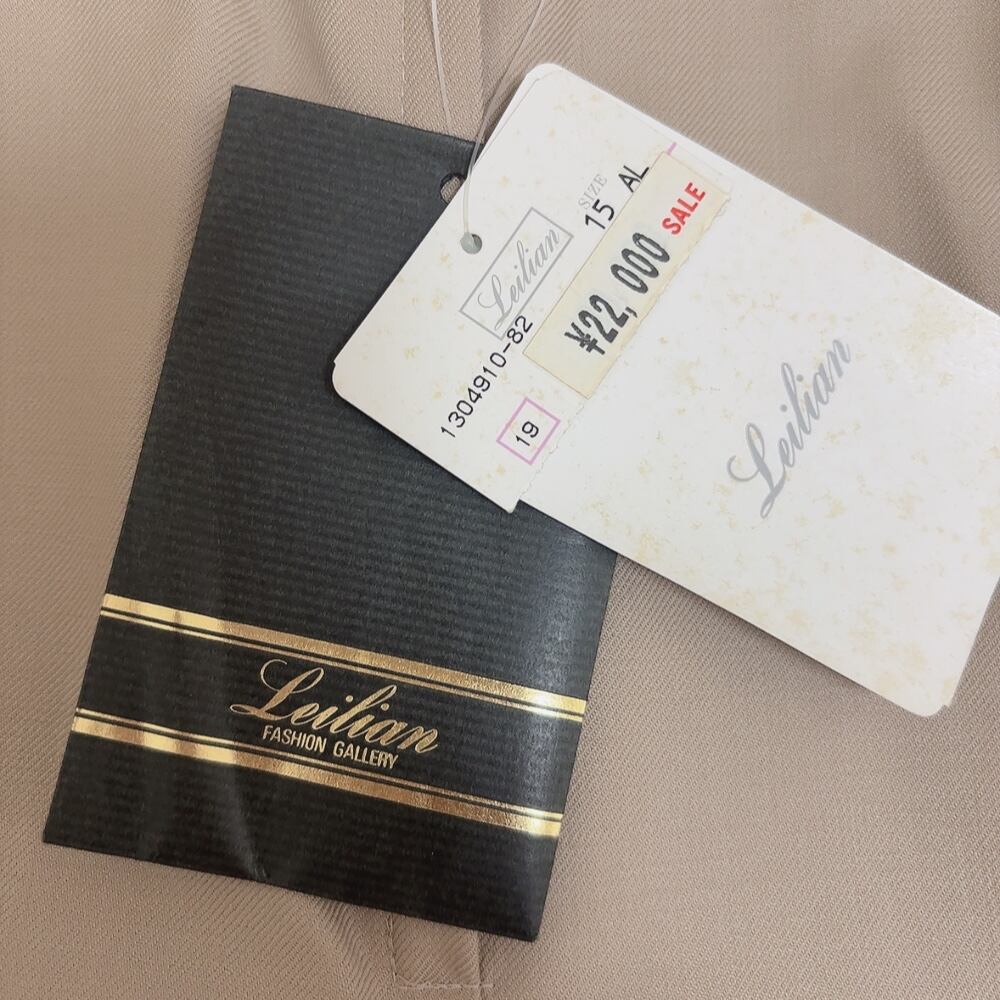 Leilian
FASHION GALLERY
Leilian
1304910-82
SIZE
15 AL
19
¥22,000 SALE
Leilian